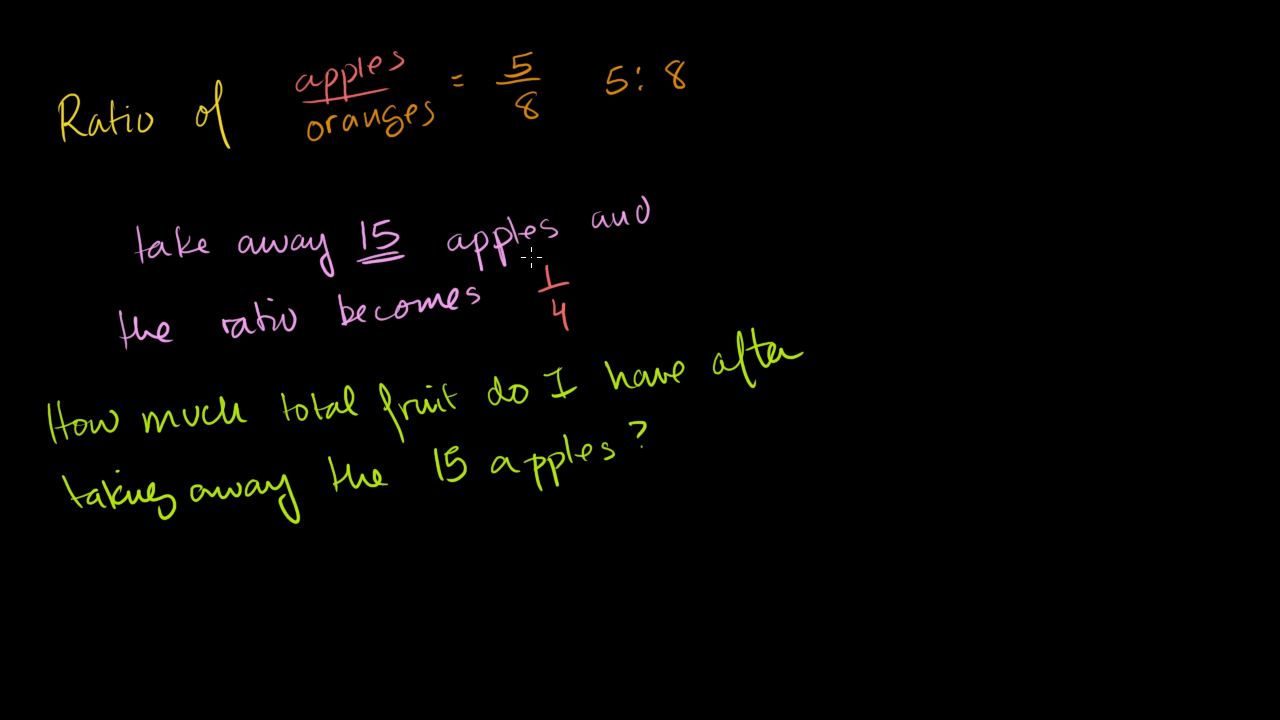 Ratio of apples/oranges = 5/8 5:8
take away 15 apples and
the ratio becomes 1/4
How much total fruit do I have after
taking away the 15 apples?